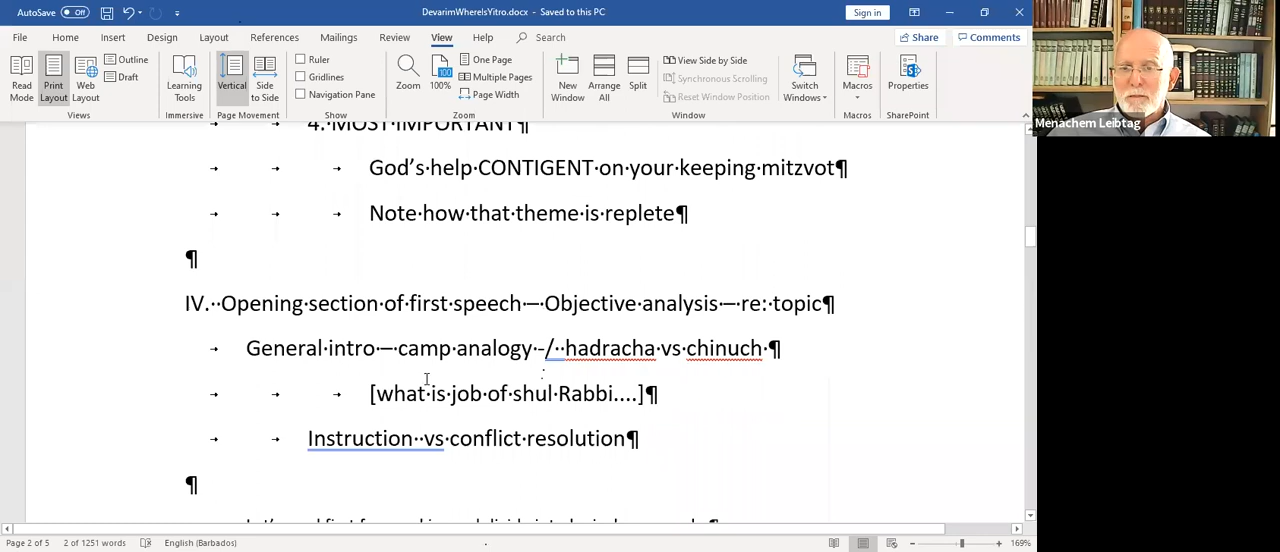 AutoSave Off DevarimWhereIsYitro.docx - Saved to this PC Sign in
File Home Insert Design Layout References Mailings Review View Help Search Share Comments
Read Mode Print Layout Web Layout Outline Draft Learning Tools Vertical Side to Side Ruler Gridlines Navigation Pane Zoom 100% One Page Multiple Pages Page Width New Window Arrange All Split View Side by Side Synchronous Scrolling Reset Window Position Switch Windows Macros Properties
Views Immersive Page Movement Show Zoom Window Macros SharePoint
Menachem Leibtag
4. MOST IMPORTANT¶
God's help CONTIGENT on your keeping mitzvot¶
Note how that theme is replete¶
¶
IV. Opening section of first speech – Objective analysis – re: topic¶
General intro – camp analogy -/ hadracha vs chinuch ¶
[what is job of shul Rabbi....]¶
Instruction vs conflict resolution¶
¶
Page 2 of 5 2 of 1251 words English (Barbados) 169%